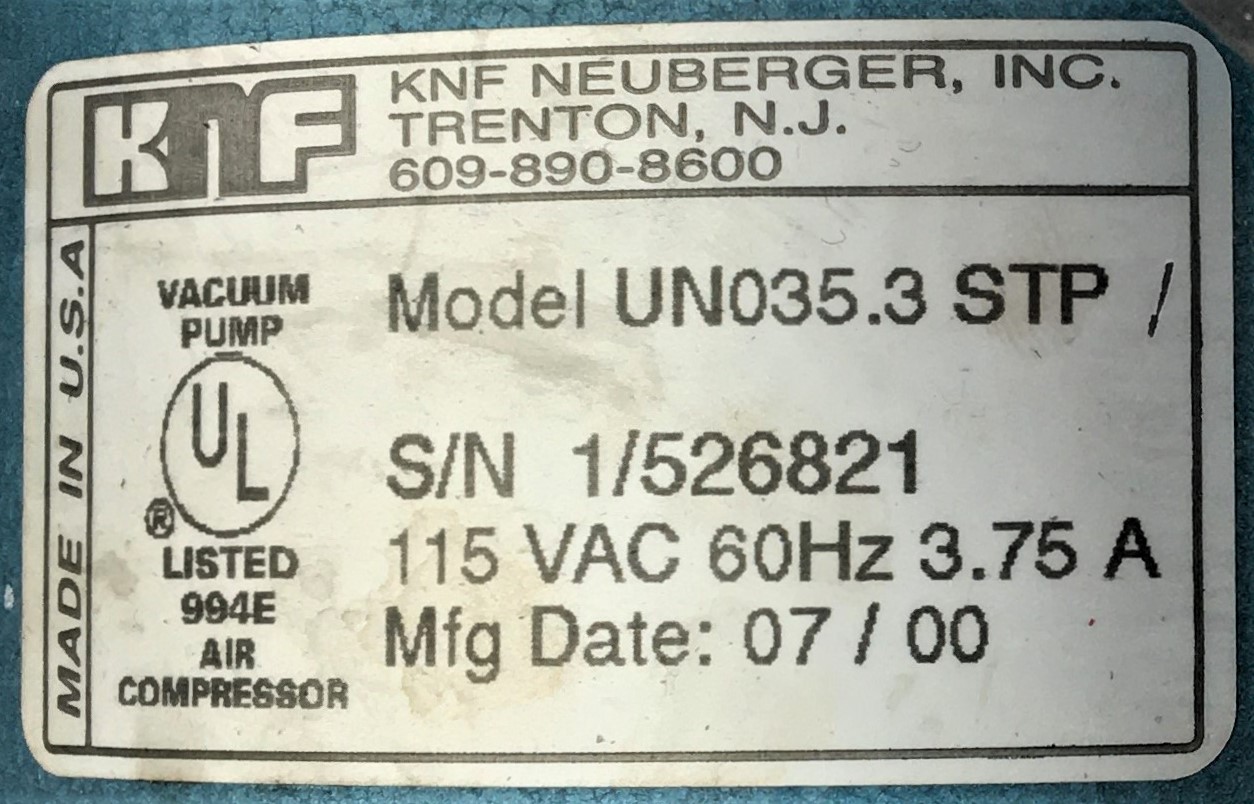 KNF
KNF NEUBERGER, INC.
TRENTON, N.J.
609-890-8600
MADE IN U.S.A
VACUUM
PUMP
UL
®
LISTED
994E
AIR
COMPRESSOR
Model UN035.3 STP /
S/N 1/526821
115 VAC 60Hz 3.75 A
Mfg Date: 07 / 00